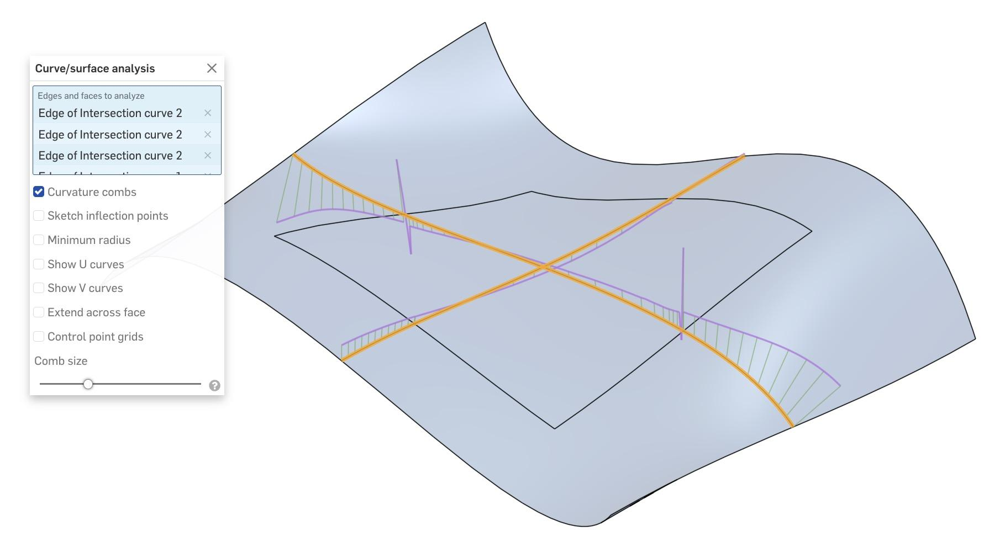 Curve/surface analysis
Edges and faces to analyze
Edge of Intersection curve 2
Edge of Intersection curve 2
Edge of Intersection curve 2
Curvature combs
Sketch inflection points
Minimum radius
Show U curves
Show V curves
Extend across face
Control point grids
Comb size
?